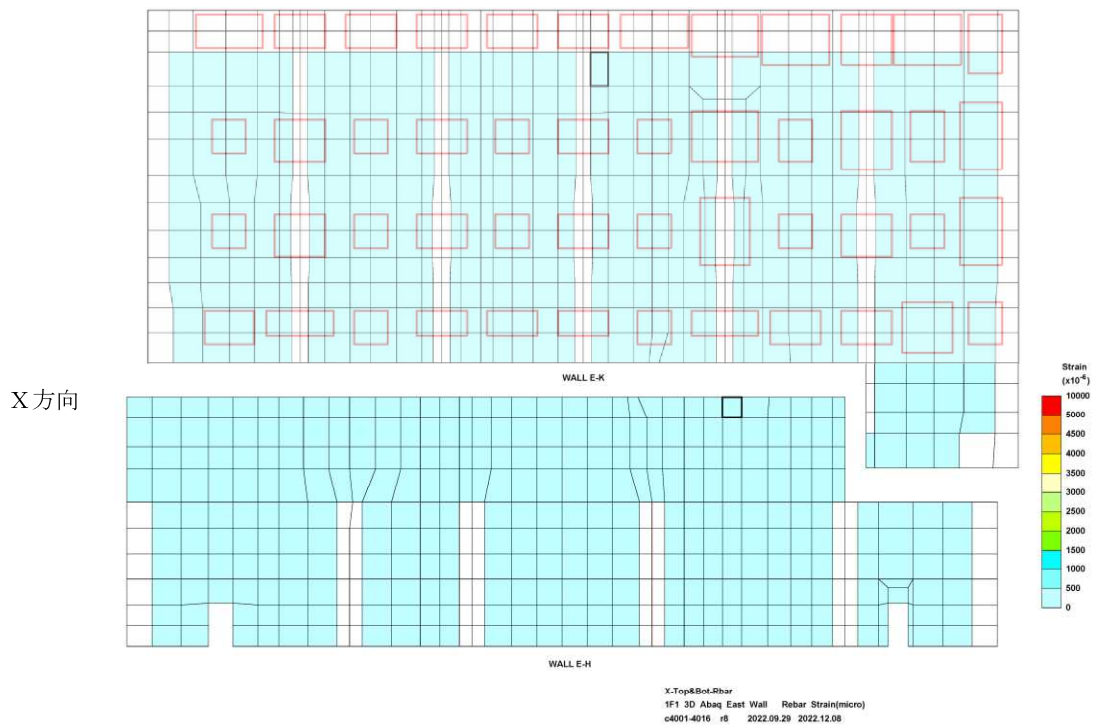 WALL E-K
X方向
Strain
(x10⁻⁶)
10000
5000
4500
4000
3500
3000
2500
2000
1500
1000
500
0
WALL E-H
X-Top&Bot-Rbar
1F1 3D Abaq East Wall Rebar Strain(micro)
c4001-4016 r8 2022.09.29 2022.12.08